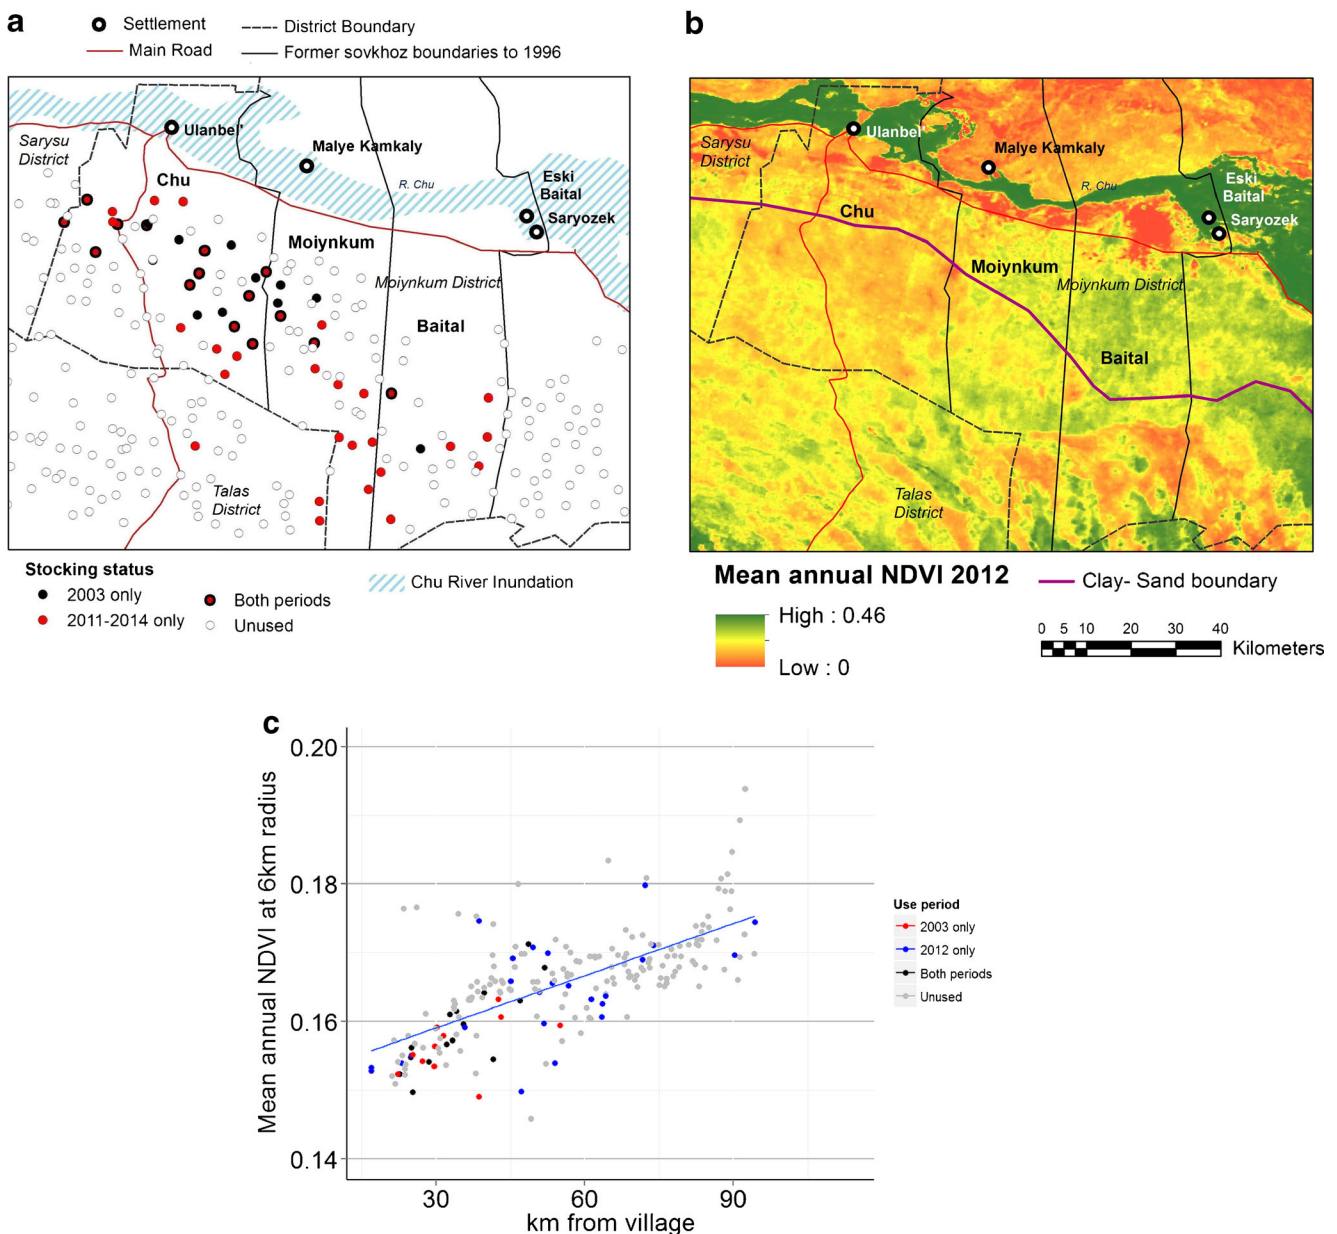 a
Settlement
District Boundary
Main Road
Former sovkhoz boundaries to 1996
Sarysu
District
Ulanbel'
Malye Kamkaly
Chu
R. Chu
Eski
Baital
Saryozek
Moiynkum
Moiynkum District
Baital
Talas
District
Stocking status
2003 only
2011-2014 only
Both periods
Unused
Chu River Inundation
b
Sarysu
District
Ulanbel'
Malye Kamkaly
R. Chu
Eski
Baital
Saryozek
Chu
Moiynkum
Moiynkum District
Baital
Talas
District
Mean annual NDVI 2012
High : 0.46
Low : 0
Clay- Sand boundary
0 5 10 20 30 40
Kilometers
c
Mean annual NDVI at 6km radius
0.20
0.18
0.16
0.14
30 60 90
km from village
Use period
2003 only
2012 only
Both periods
Unused